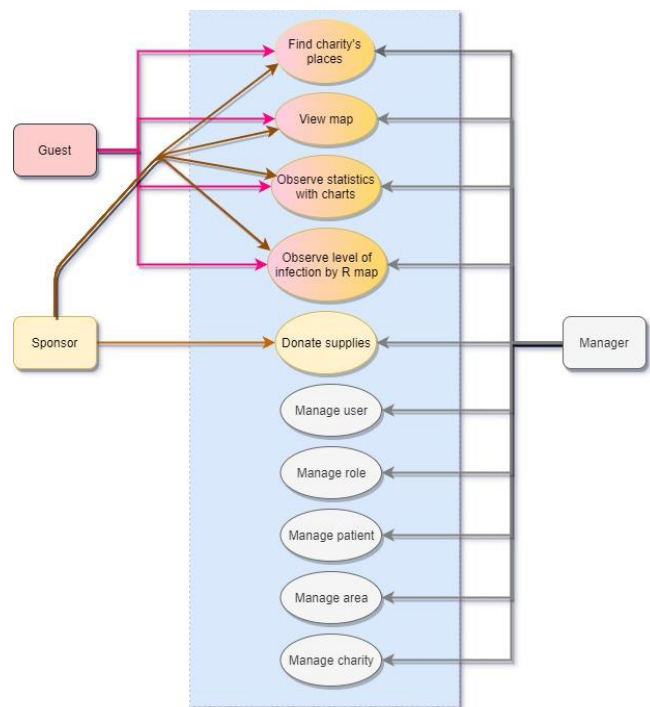 Find charity's
places
View map
Guest
Observe statistics
with charts
Observe level of
infection by R map
Sponsor
Donate supplies
Manager
Manage user
Manage role
Manage patient
Manage area
Manage charity